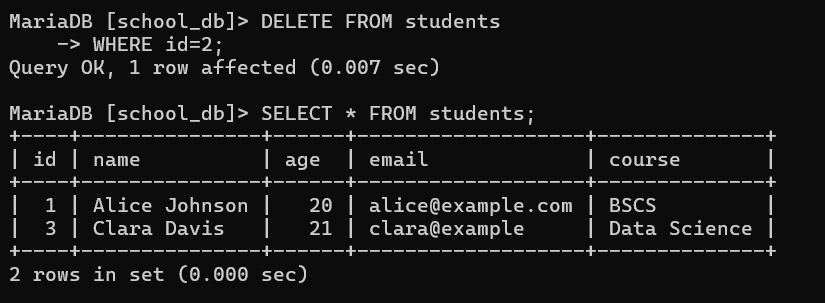 MariaDB [school_db]> DELETE FROM students
    -> WHERE id=2;
Query OK, 1 row affected (0.007 sec)

MariaDB [school_db]> SELECT * FROM students;
+----+---------------+------+-------------------+--------------+
| id | name          | age  | email             | course       |
+----+---------------+------+-------------------+--------------+
|  1 | Alice Johnson |   20 | alice@example.com | BSCS         |
|  3 | Clara Davis   |   21 | clara@example     | Data Science |
+----+---------------+------+-------------------+--------------+
2 rows in set (0.000 sec)